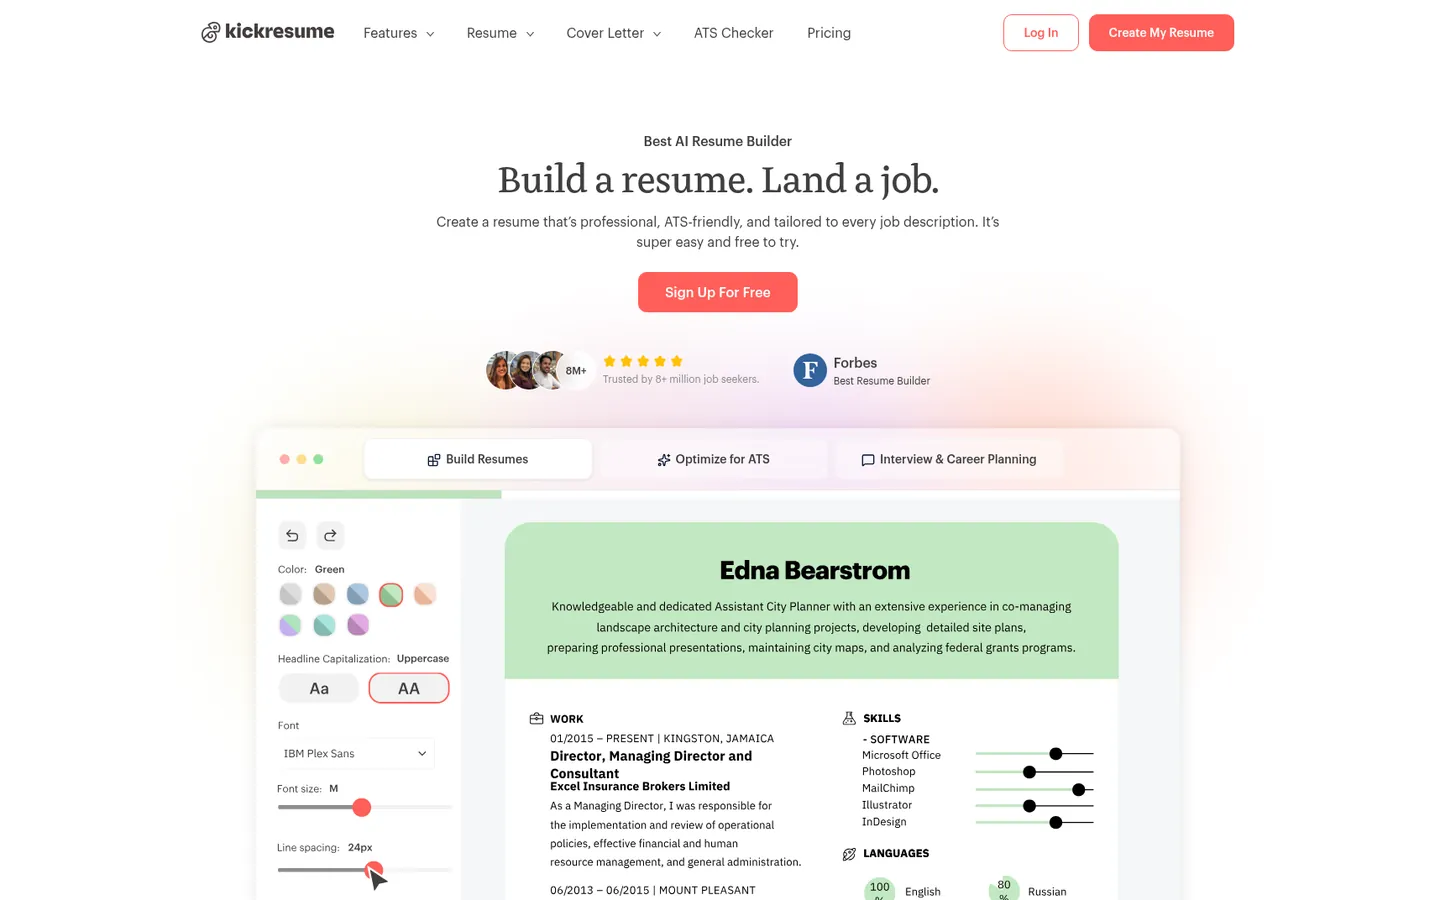 kickresume
Features
Resume
Cover Letter
ATS Checker
Pricing
Log In
Create My Resume
Best AI Resume Builder
Build a resume. Land a job.
Create a resume that's professional, ATS-friendly, and tailored to every job description. It's
super easy and free to try.
Sign Up For Free
8M+
Trusted by 8+ million job seekers.
F
Forbes
Best Resume Builder
Build Resumes
Optimize for ATS
Interview & Career Planning
Color: Green
Headline Capitalization: Uppercase
Aa
AA
Font
IBM Plex Sans
Font size: M
Line spacing: 24px
Edna Bearstrom
Knowledgeable and dedicated Assistant City Planner with an extensive experience in co-managing
landscape architecture and city planning projects, developing detailed site plans,
preparing professional presentations, maintaining city maps, and analyzing federal grants programs.
WORK
01/2015 – PRESENT | KINGSTON, JAMAICA
Director, Managing Director and
Consultant
Excel Insurance Brokers Limited
As a Managing Director, I was responsible for
the implementation and review of operational
policies, effective financial and human
resource management, and general administration.
06/2013 – 06/2015 | MOUNT PLEASANT
SKILLS
- SOFTWARE
Microsoft Office
Photoshop
MailChimp
Illustrator
InDesign
LANGUAGES
100
%
English
80
%
Russian